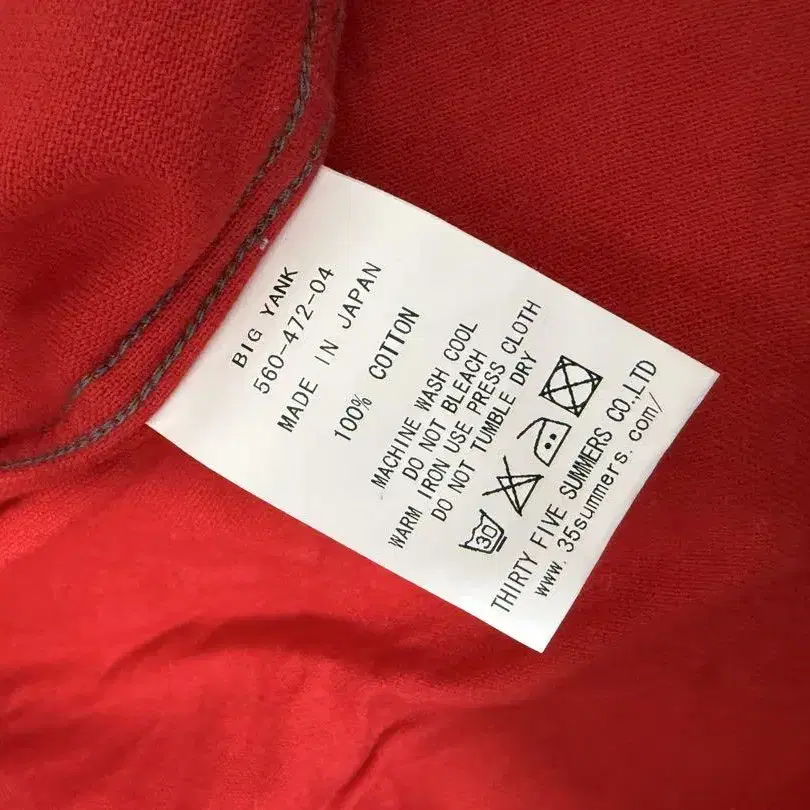 BIG YANK
560-472-04
MADE IN JAPAN
100% COTTON
MACHINE WASH COOL
DO NOT BLEACH
WARM IRON USE PRESS CLOTH
DO NOT TUMBLE DRY
30
THIRTY FIVE SUMMERS CO.,LTD
www.35summers.com/